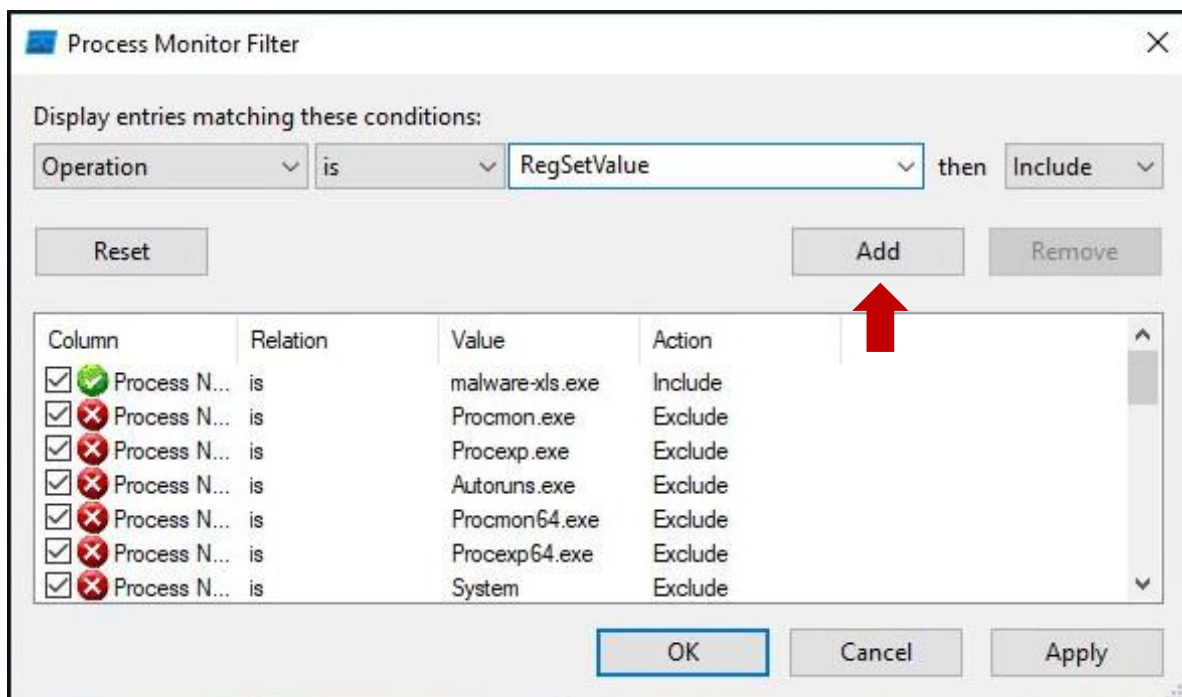 Process Monitor Filter
Display entries matching these conditions:
Operation is RegSetValue then Include
Reset Add Remove
Column Relation Value Action
Process N... is malware-xls.exe Include
Process N... is Procmon.exe Exclude
Process N... is Procexp.exe Exclude
Process N... is Autoruns.exe Exclude
Process N... is Procmon64.exe Exclude
Process N... is Procexp64.exe Exclude
Process N... is System Exclude
OK Cancel Apply